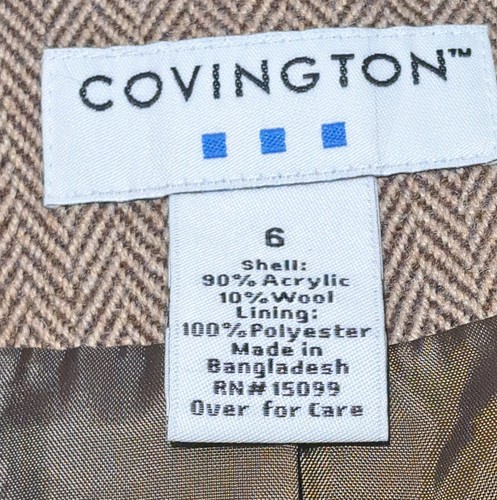 COVINGTON™
6
Shell:
90% Acrylic
10% Wool
Lining:
100% Polyester
Made in
Bangladesh
RN# 15099
Over for Care